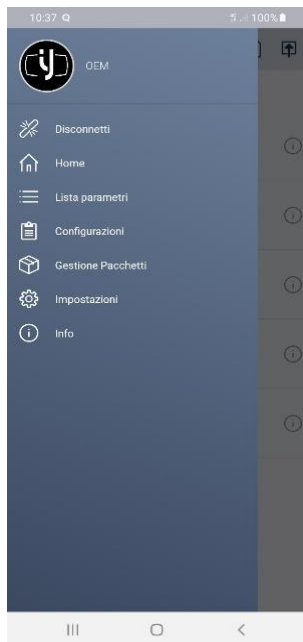 10:37
100%
OEM
Disconnetti
Home
Lista parametri
Configurazioni
Gestione Pacchetti
Impostazioni
Info